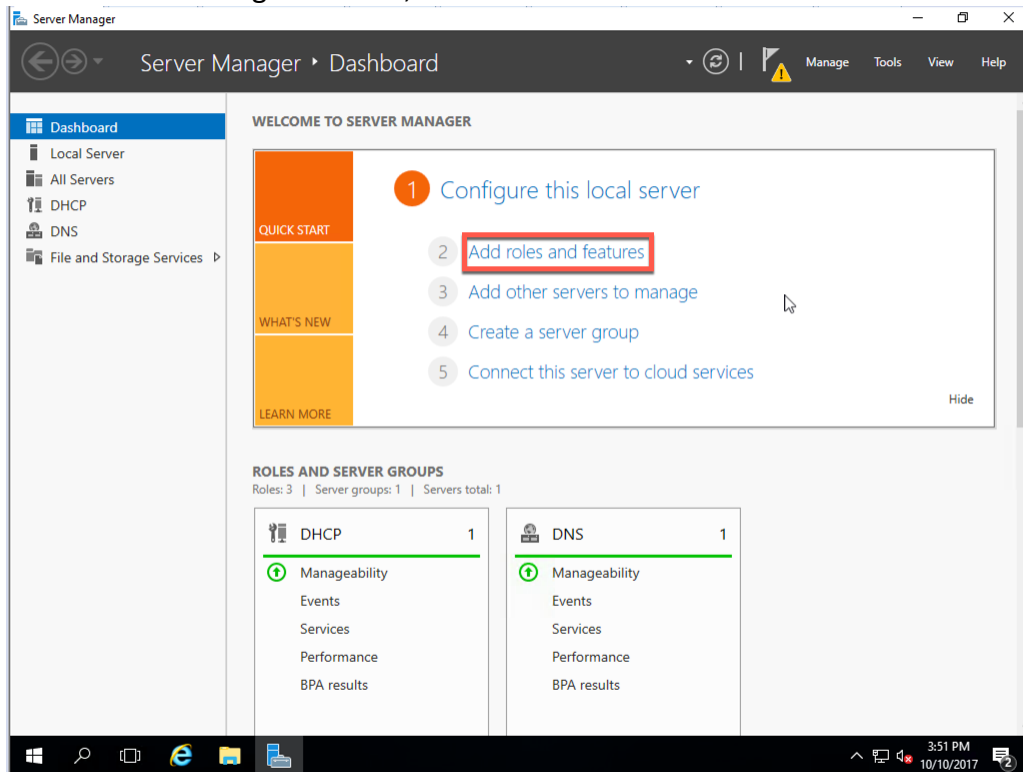 Server Manager
Server Manager • Dashboard
Manage Tools View Help
Dashboard
Local Server
All Servers
DHCP
DNS
File and Storage Services
WELCOME TO SERVER MANAGER
QUICK START
WHAT'S NEW
LEARN MORE
1 Configure this local server
2 Add roles and features
3 Add other servers to manage
4 Create a server group
5 Connect this server to cloud services
Hide
ROLES AND SERVER GROUPS
Roles: 3 | Server groups: 1 | Servers total: 1
DHCP 1
Manageability
Events
Services
Performance
BPA results
DNS 1
Manageability
Events
Services
Performance
BPA results
3:51 PM
10/10/2017
2